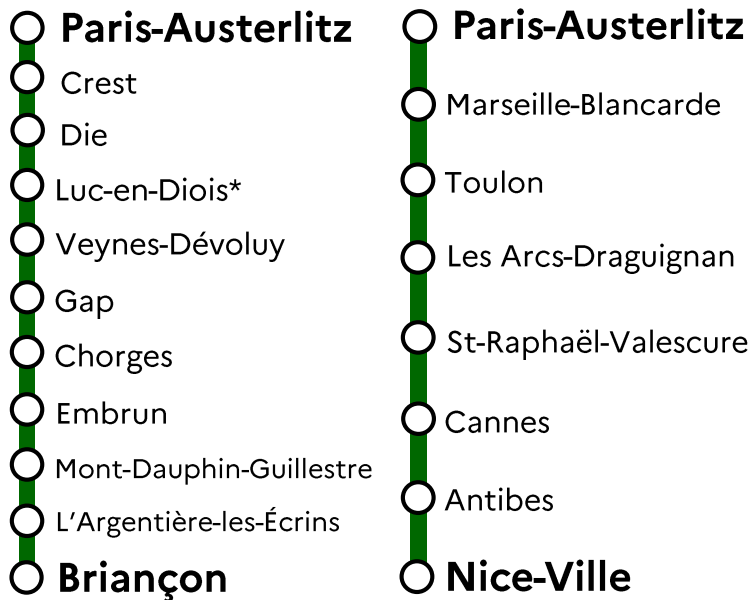 Paris-Austerlitz
Crest
Die
Luc-en-Diois*
Veynes-Dévoluy
Gap
Chorges
Embrun
Mont-Dauphin-Guillestre
L’Argentière-les-Écrins
Briançon
Paris-Austerlitz
Marseille-Blancarde
Toulon
Les Arcs-Draguignan
St-Raphaël-Valescure
Cannes
Antibes
Nice-Ville